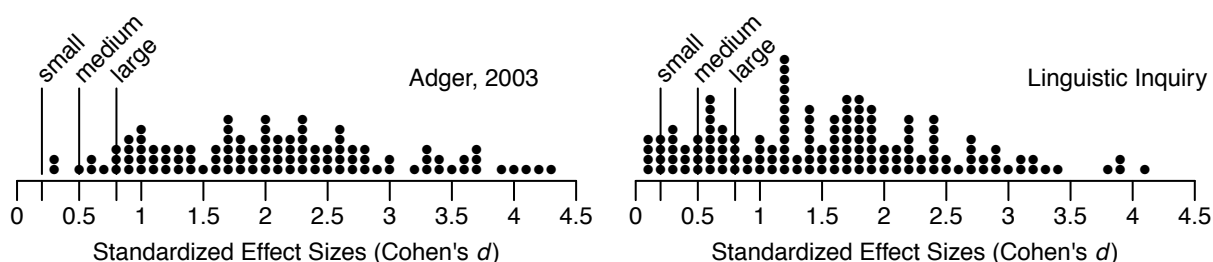 small
medium
large
Adger, 2003
0 0.5 1 1.5 2 2.5 3 3.5 4 4.5
Standardized Effect Sizes (Cohen's d)
small
medium
large
Linguistic Inquiry
0 0.5 1 1.5 2 2.5 3 3.5 4 4.5
Standardized Effect Sizes (Cohen's d)